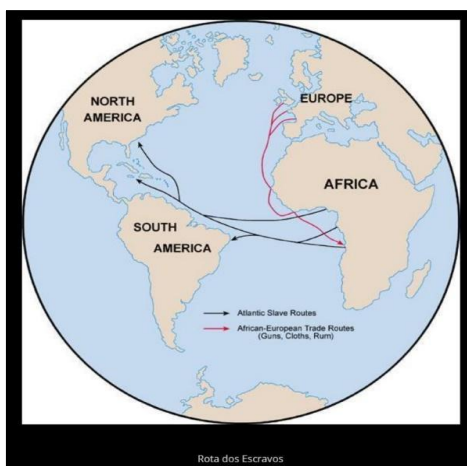 NORTH
AMERICA
EUROPE
AFRICA
SOUTH
AMERICA
Atlantic Slave Routes
African-European Trade Routes
(Guns, Cloths, Rum)
Rota dos Escravos